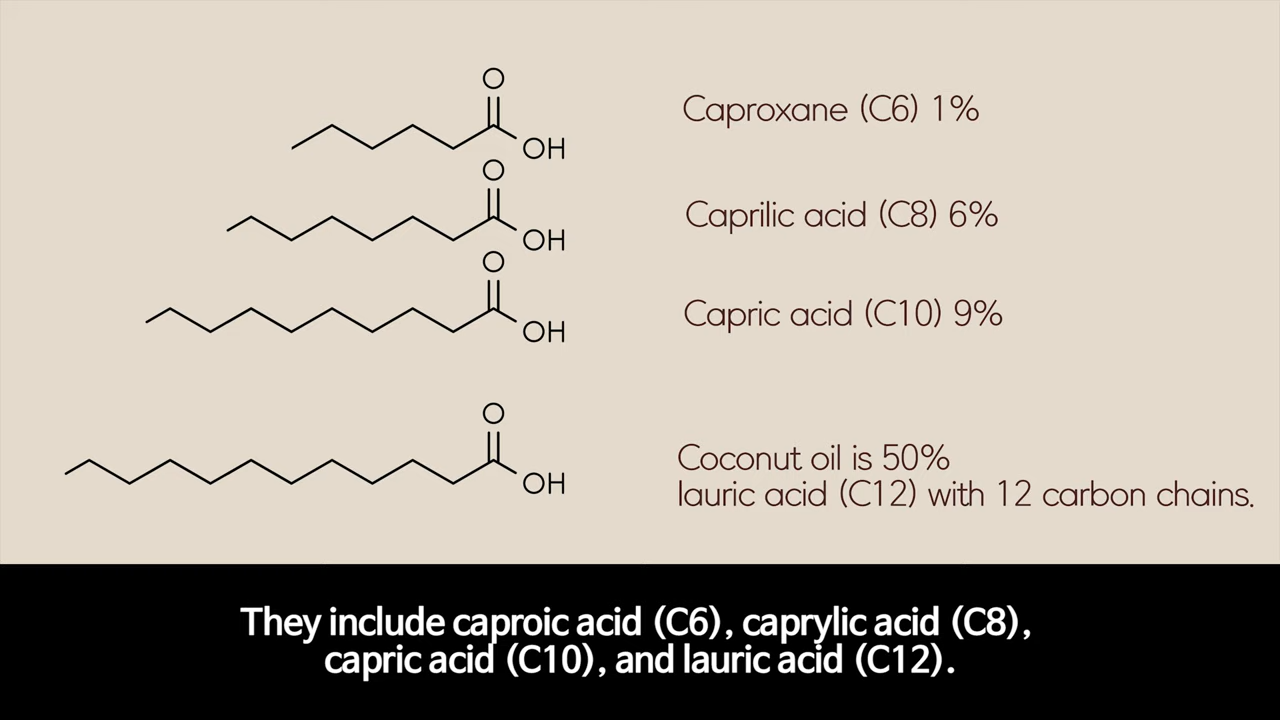 O
OH
Caproxane (C6) 1%
O
OH
Caprilic acid (C8) 6%
O
OH
Capric acid (C10) 9%
O
OH
Coconut oil is 50%
lauric acid (C12) with 12 carbon chains.
They include caproic acid (C6), caprylic acid (C8),
capric acid (C10), and lauric acid (C12).